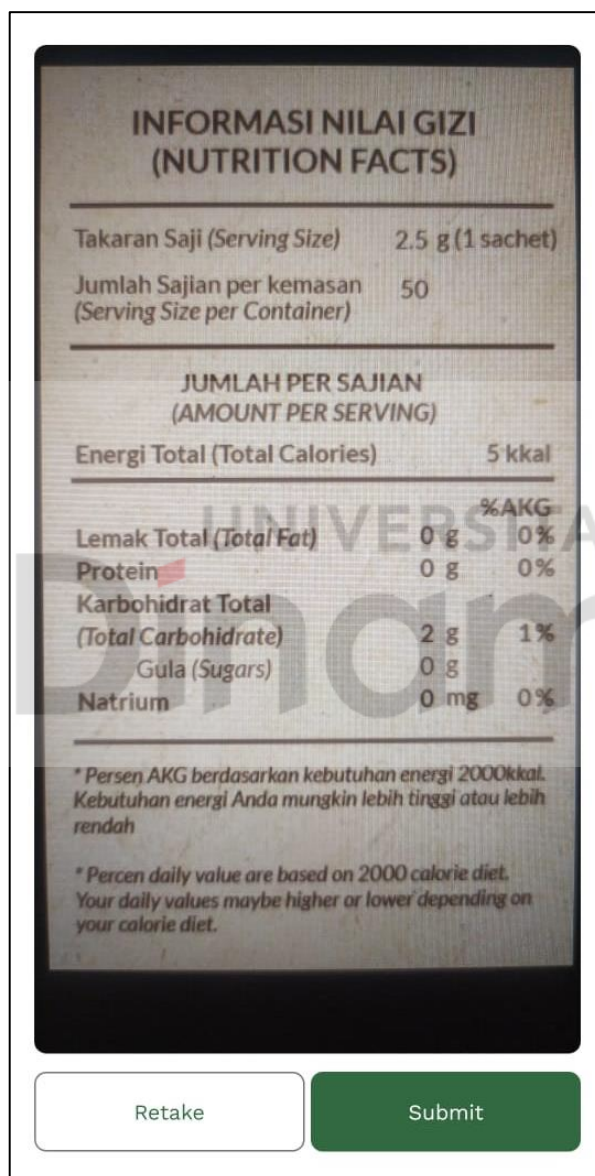 INFORMASI NILAI GIZI
(NUTRITION FACTS)
Takaran Saji (Serving Size) 2.5 g (1 sachet)
Jumlah Sajian per kemasan 50
(Serving Size per Container)
JUMLAH PER SAJIAN
(AMOUNT PER SERVING)
Energi Total (Total Calories) 5 kkal
%AKG
UNIVERSITA
Lemak Total (Total Fat) 0 g 0%
Protein 0 g 0%
Dinam
Karbohidrat Total
(Total Carbohidrate) 2 g 1%
Gula (Sugars) 0 g
Natrium 0 mg 0%
* Persen AKG berdasarkan kebutuhan energi 2000kkal.
Kebutuhan energi Anda mungkin lebih tinggi atau lebih
rendah
* Percen daily value are based on 2000 calorie diet.
Your daily values maybe higher or lower depending on
your calorie diet.
Retake
Submit